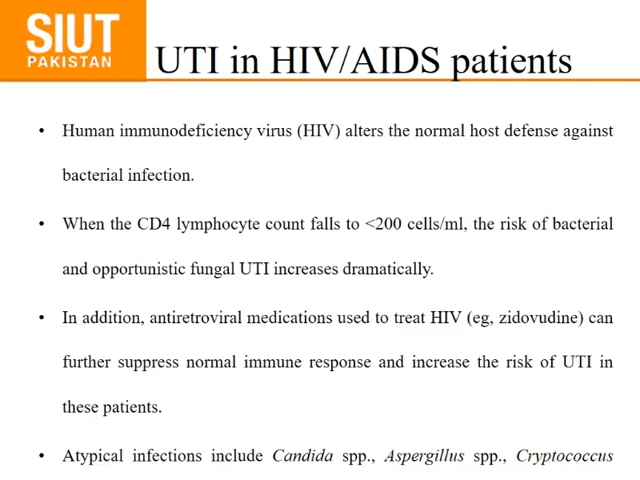 SIUT
PAKISTAN
UTI in HIV/AIDS patients
• Human immunodeficiency virus (HIV) alters the normal host defense against
bacterial infection.
• When the CD4 lymphocyte count falls to <200 cells/ml, the risk of bacterial
and opportunistic fungal UTI increases dramatically.
• In addition, antiretroviral medications used to treat HIV (eg, zidovudine) can
further suppress normal immune response and increase the risk of UTI in
these patients.
• Atypical infections include Candida spp., Aspergillus spp., Cryptococcus